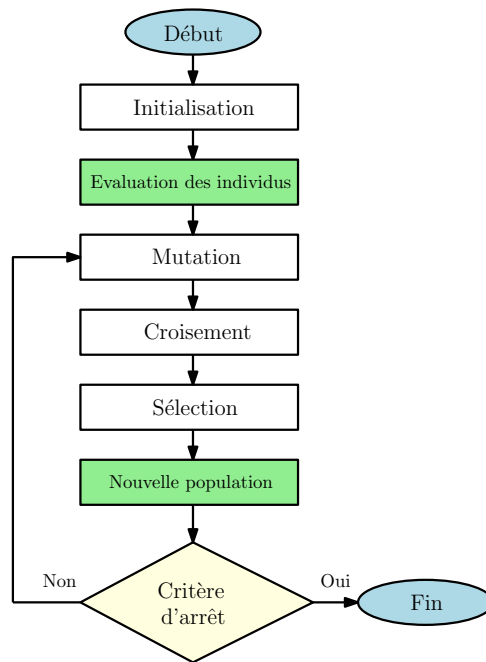 Début
Initialisation
Evaluation des individus
Mutation
Croisement
Sélection
Nouvelle population
Non
Critère
d'arrêt
Oui
Fin